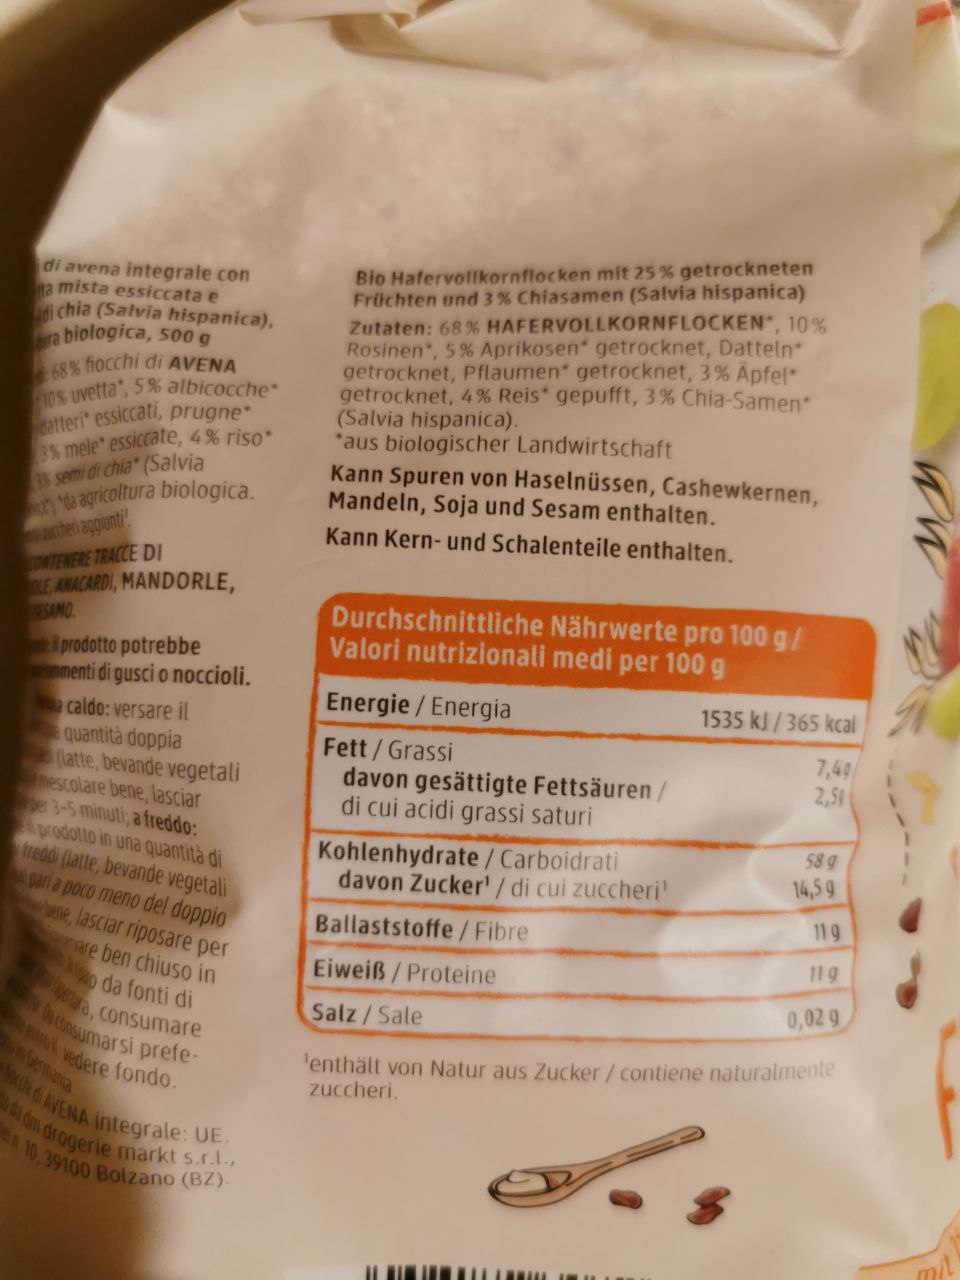 di avena integrale con
mista essiccata e
di chia (Salvia hispanica),
biologica, 500 g
68% fiocchi di AVENA
10% uvetta*, 5% albicocche*
datteri* essiccati, prugne*
3% mele* essiccate, 4% riso*
3% semi di chia* (Salvia
*da agricoltura biologica.
zuccheri aggiunti¹.
CONTENERE TRACCE DI
ANACARDI, MANDORLE,
SESAMO.
il prodotto potrebbe
di gusci o noccioli.
a caldo: versare il
quantità doppia
(latte, bevande vegetali
mescolare bene, lasciar
per 3-5 minuti; a freddo:
il prodotto in una quantità di
freddi (latte, bevande vegetali
pari a poco meno del doppio
bene, lasciar riposare per
ben chiuso in
da fonti di
consumare
Da consumarsi prefe-
entro il: vedere fondo.
in Germania
fiocchi di AVENA integrale: UE.
da dm drogerie markt s.r.l.,
10, 39100 Bolzano (BZ).
Bio Hafervollkornflocken mit 25% getrockneten
Früchten und 3% Chiasamen (Salvia hispanica)
Zutaten: 68% HAFERVOLLKORNFLOCKEN*, 10%
Rosinen*, 5% Aprikosen* getrocknet, Datteln*
getrocknet, Pflaumen* getrocknet, 3% Äpfel*
getrocknet, 4% Reis* gepufft, 3% Chia-Samen*
(Salvia hispanica).
*aus biologischer Landwirtschaft
Kann Spuren von Haselnüssen, Cashewkernen,
Mandeln, Soja und Sesam enthalten.
Kann Kern- und Schalenteile enthalten.
Durchschnittliche Nährwerte pro 100 g/
Valori nutrizionali medi per 100 g
Energie / Energia 1535 kJ / 365 kcal
Fett / Grassi 7,4 g
davon gesättigte Fettsäuren / 2,5 g
di cui acidi grassi saturi
Kohlenhydrate / Carboidrati 58 g
davon Zucker¹ / di cui zuccheri¹ 14,5 g
Ballaststoffe / Fibre 11 g
Eiweiß / Proteine 11 g
Salz / Sale 0,02 g
¹enthält von Natur aus Zucker / contiene naturalmente
zuccheri.
mit